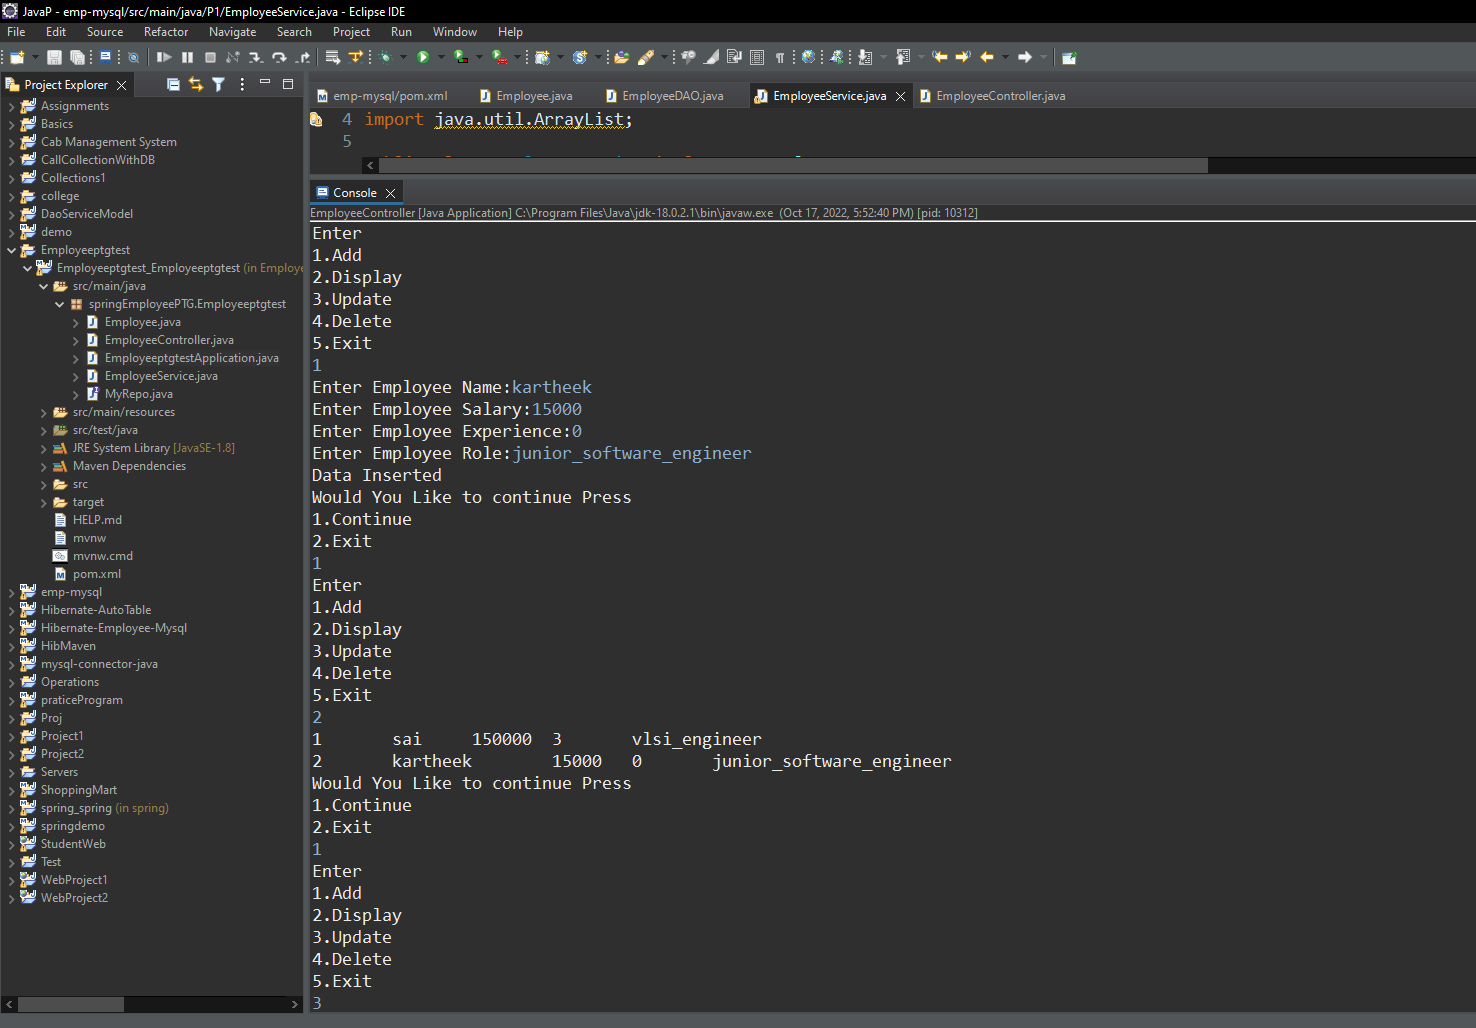 JavaP - emp-mysql/src/main/java/P1/EmployeeService.java - Eclipse IDE
File Edit Source Refactor Navigate Search Project Run Window Help
Project Explorer
Assignments
Basics
Cab Management System
CallCollectionWithDB
Collections1
college
DaoServiceModel
demo
Employeeptgtest
Employeeptgtest_Employeeptgtest (in Employe
src/main/java
springEmployeePTG.Employeeptgtest
Employee.java
EmployeeController.java
EmployeeptgtestApplication.java
EmployeeService.java
MyRepo.java
src/main/resources
src/test/java
JRE System Library [JavaSE-1.8]
Maven Dependencies
src
target
HELP.md
mvnw
mvnw.cmd
pom.xml
emp-mysql
Hibernate-AutoTable
Hibernate-Employee-Mysql
HibMaven
mysql-connector-java
Operations
praticeProgram
Proj
Project1
Project2
Servers
ShoppingMart
spring_spring (in spring)
springdemo
StudentWeb
Test
WebProject1
WebProject2
emp-mysql/pom.xml Employee.java EmployeeDAO.java EmployeeService.java EmployeeController.java
4 import java.util.ArrayList;
5
Console
EmployeeController [Java Application] C:\Program Files\Java\jdk-18.0.2.1\bin\javaw.exe (Oct 17, 2022, 5:52:40 PM) [pid: 10312]
Enter
1.Add
2.Display
3.Update
4.Delete
5.Exit
1
Enter Employee Name:kartheek
Enter Employee Salary:15000
Enter Employee Experience:0
Enter Employee Role:junior_software_engineer
Data Inserted
Would You Like to continue Press
1.Continue
2.Exit
1
Enter
1.Add
2.Display
3.Update
4.Delete
5.Exit
2
1 sai 150000 3 vlsi_engineer
2 kartheek 15000 0 junior_software_engineer
Would You Like to continue Press
1.Continue
2.Exit
1
Enter
1.Add
2.Display
3.Update
4.Delete
5.Exit
3